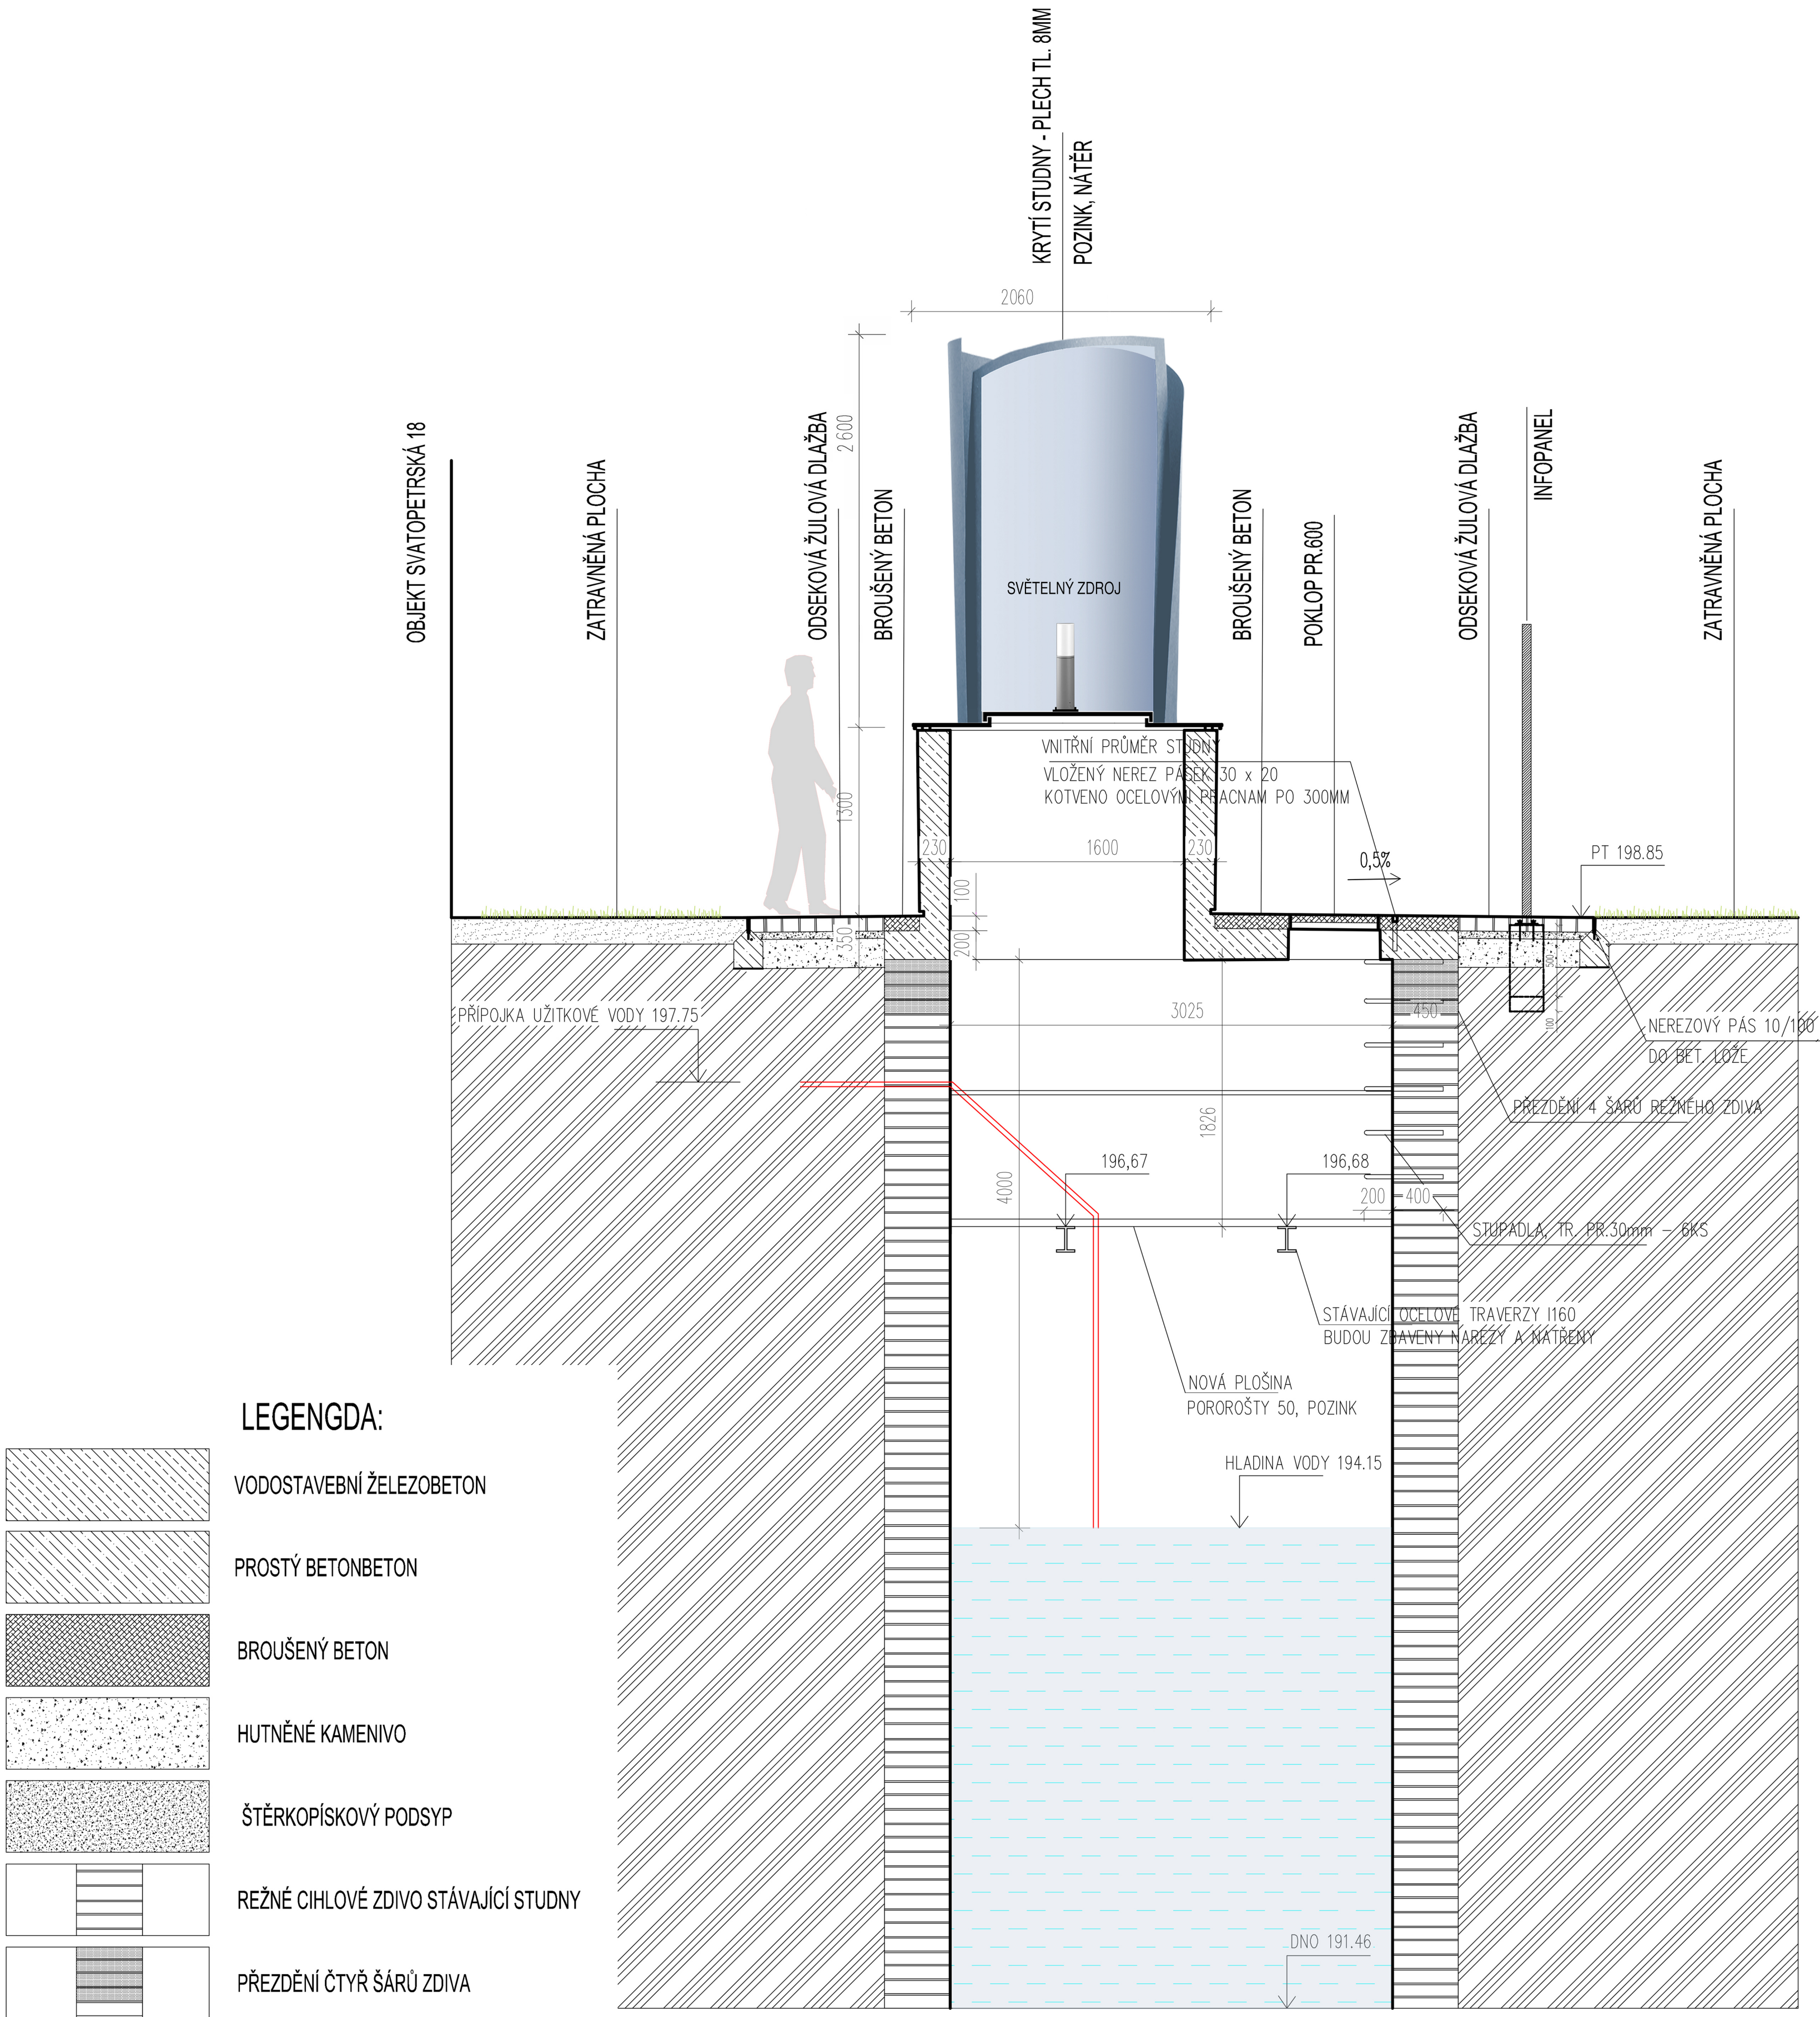 KRYTÍ STUDNY - PLECH TL. 8MM
POZINK, NÁTĚR
2060
2600
OBJEKT SVATOPETRSKÁ 18
ZATRAVNĚNÁ PLOCHA
ODSEKOVÁ ŽULOVÁ DLAŽBA
BROUŠENÝ BETON
BROUŠENÝ BETON
POKLOP PR.600
ODSEKOVÁ ŽULOVÁ DLAŽBA
INFOPANEL
ZATRAVNĚNÁ PLOCHA
SVĚTELNÝ ZDROJ
VNITŘNÍ PRŮMĚR STUDNY
VLOŽENÝ NEREZ PÁSEK 30 x 20
KOTVENO OCELOVÝMI PRACNAM PO 300MM
1300
230
1600
230
0,5%
PT 198.85
100
350
200
500
100
PŘÍPOJKA UŽITKOVÉ VODY 197.75
3025
450
NEREZOVÝ PÁS 10/100
DO BET. LOŽE
PŘEZDĚNÍ 4 ŠÁRŮ REŽNÉHO ZDIVA
1826
4000
196,67
196,68
200
400
STUPADLA, TR. PR.30mm - 6KS
STÁVAJÍCÍ OCELOVÉ TRAVERZY I160
BUDOU ZBAVENY NAREZY A NATŘENY
NOVÁ PLOŠINA
POROROŠTY 50, POZINK
HLADINA VODY 194.15
DNO 191.46
LEGENGDA:
VODOSTAVEBNÍ ŽELEZOBETON
PROSTÝ BETONBETON
BROUŠENÝ BETON
HUTNĚNÉ KAMENIVO
ŠTĚRKOPÍSKOVÝ PODSYP
REŽNÉ CIHLOVÉ ZDIVO STÁVAJÍCÍ STUDNY
PŘEZDĚNÍ ČTYŘ ŠÁRŮ ZDIVA